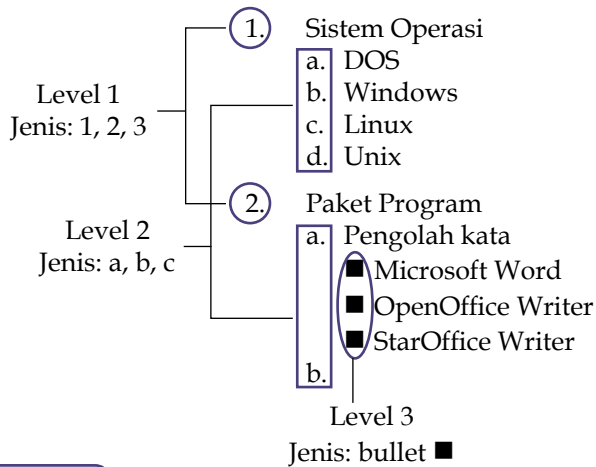 1. Sistem Operasi
a. DOS
b. Windows
c. Linux
d. Unix
Level 1
Jenis: 1, 2, 3
2. Paket Program
a. Pengolah kata
■ Microsoft Word
■ OpenOffice Writer
■ StarOffice Writer
b.
Level 2
Jenis: a, b, c
Level 3
Jenis: bullet ■